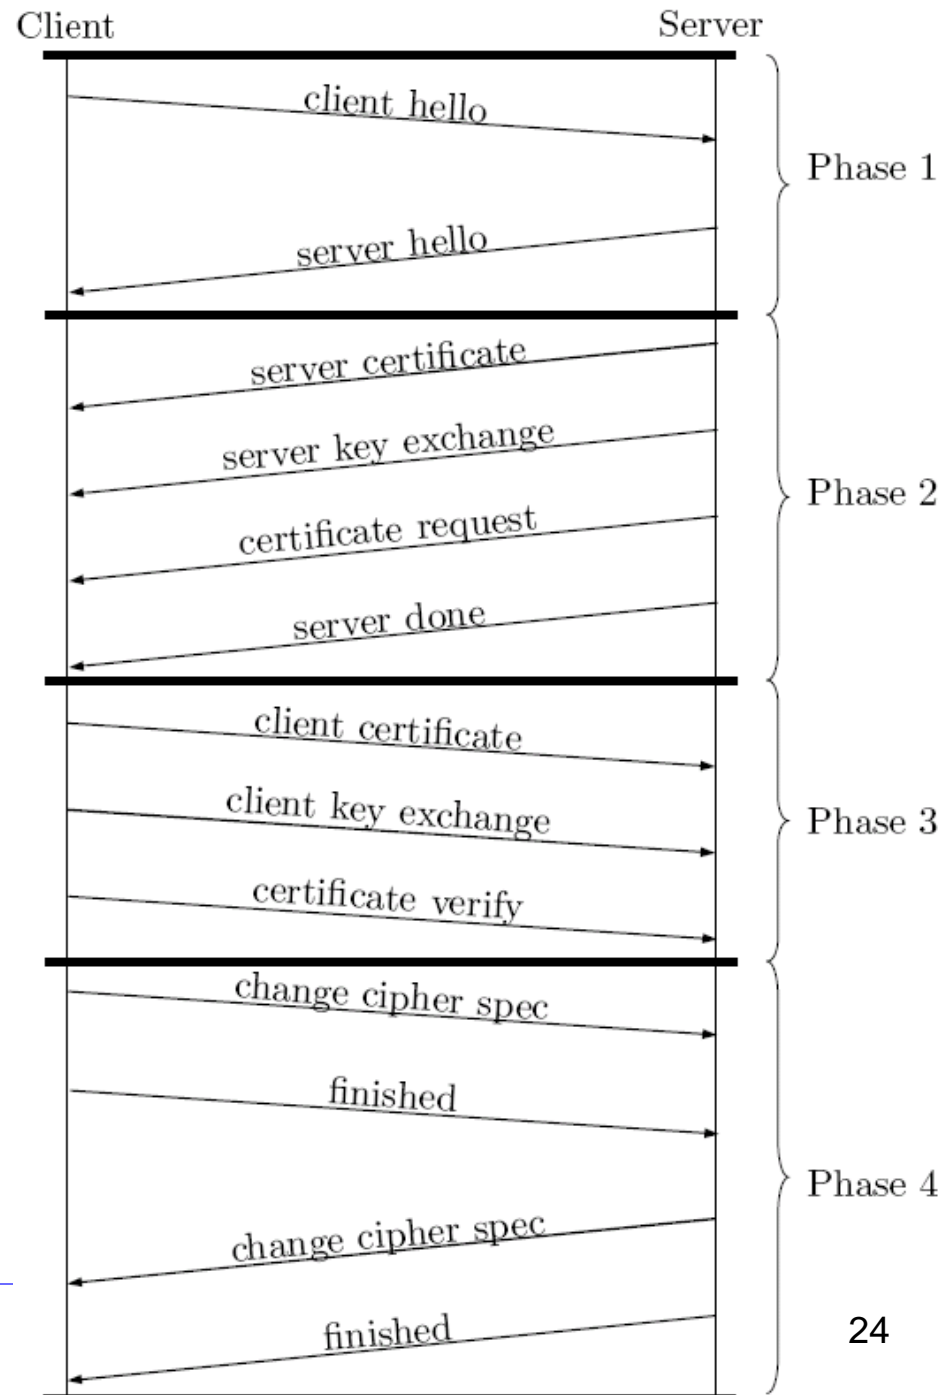 Client Server
client hello
Phase 1
server hello
server certificate
server key exchange
Phase 2
certificate request
server done
client certificate
client key exchange
Phase 3
certificate verify
change cipher spec
finished
Phase 4
change cipher spec
finished
24